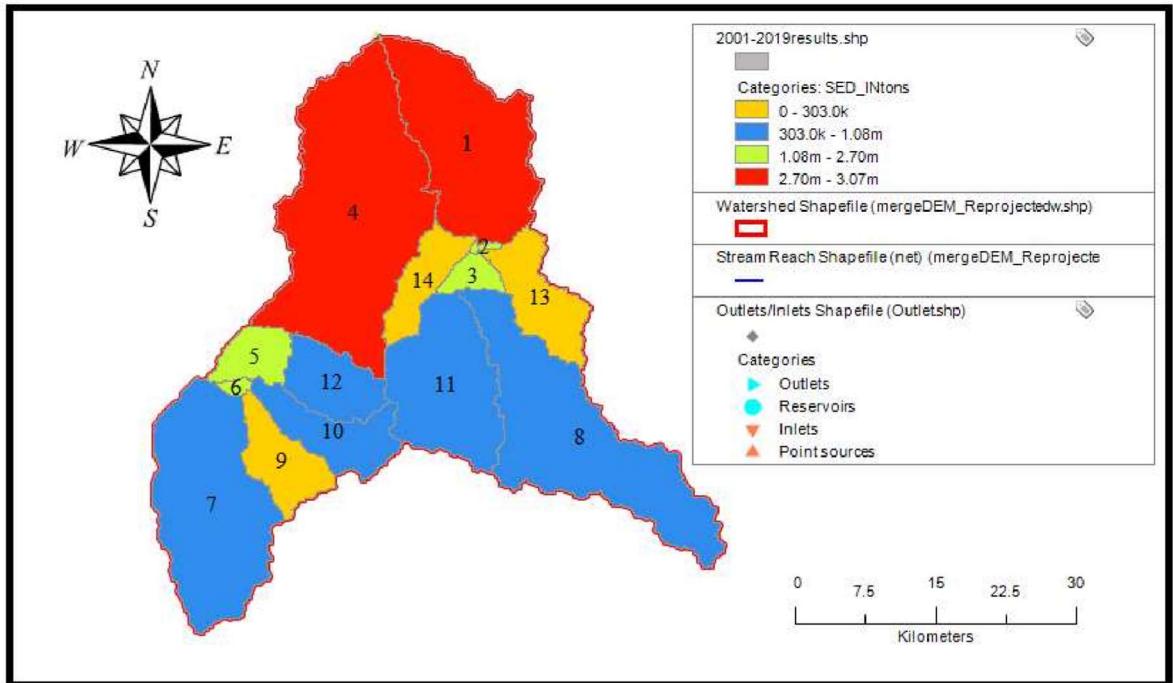 N
W
E
S
1
4
2
3
14
13
5
6
12
11
10
8
9
7
2001-2019results.shp
Categories: SED_INtons
0 - 303.0k
303.0k - 1.08m
1.08m - 2.70m
2.70m - 3.07m
Watershed Shapefile (mergeDEM_Reprojectedw.shp)
Stream Reach Shapefile (net) (mergeDEM_Reprojecte
Outlets/Inlets Shapefile (Outlet.shp)
Categories
Outlets
Reservoirs
Inlets
Point sources
0 7.5 15 22.5 30
Kilometers